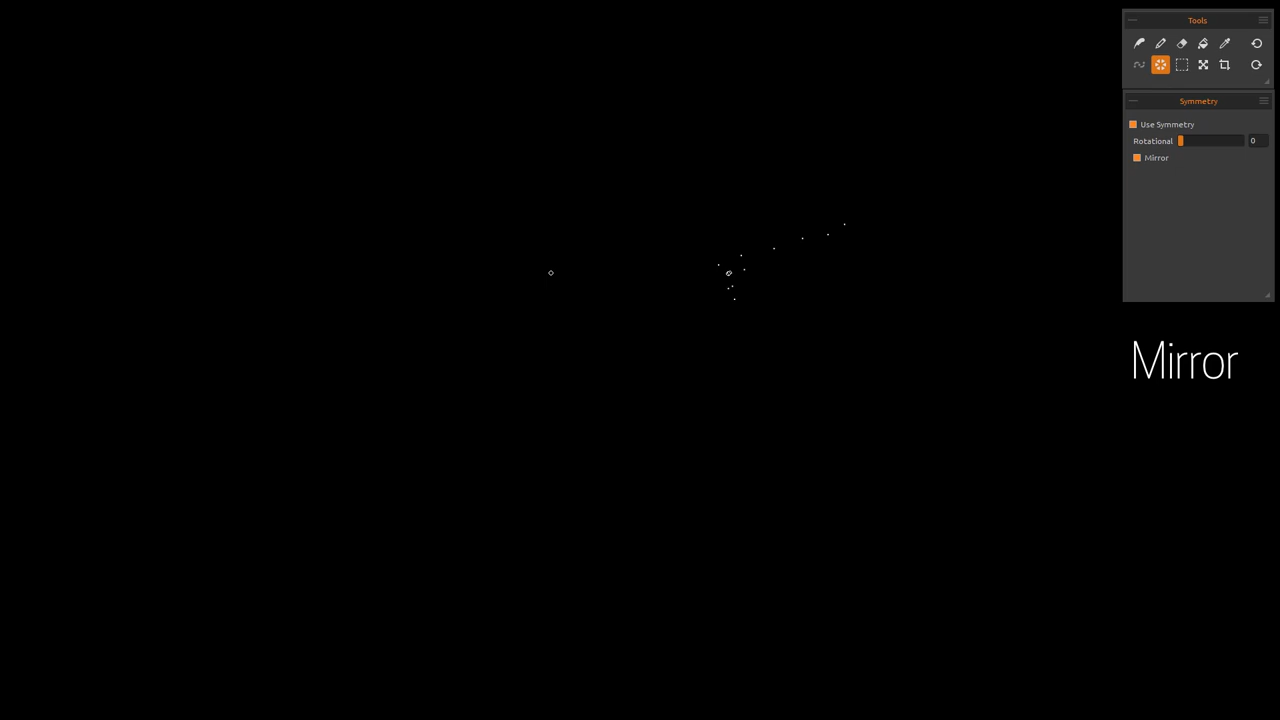 Tools
Symmetry
Use Symmetry
Rotational 0
Mirror
Mirror